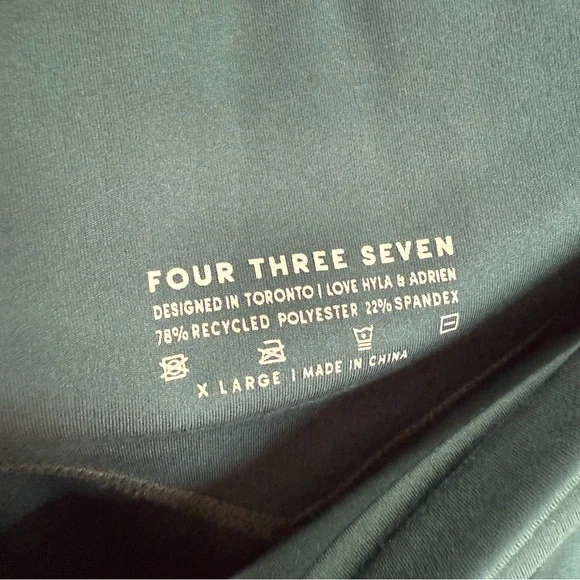 FOUR THREE SEVEN
DESIGNED IN TORONTO | LOVE HYLA & ADRIEN
78% RECYCLED POLYESTER 22% SPANDEX
X LARGE | MADE IN CHINA